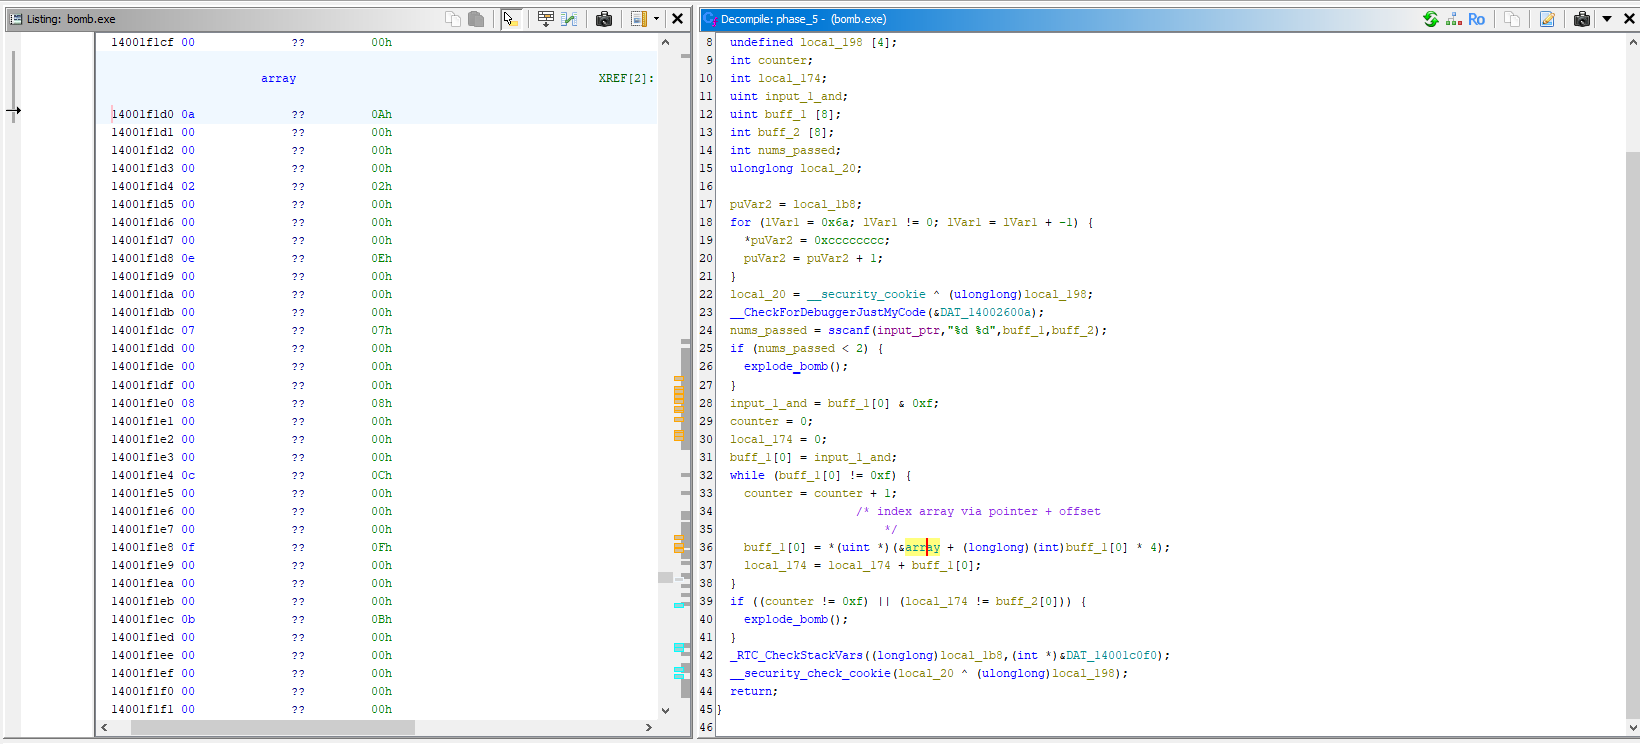 Listing: bomb.exe
14001f1cf 00 ?? 00h
array XREF[2]:
14001f1d0 0a ?? 0Ah
14001f1d1 00 ?? 00h
14001f1d2 00 ?? 00h
14001f1d3 00 ?? 00h
14001f1d4 02 ?? 02h
14001f1d5 00 ?? 00h
14001f1d6 00 ?? 00h
14001f1d7 00 ?? 00h
14001f1d8 0e ?? 0Eh
14001f1d9 00 ?? 00h
14001f1da 00 ?? 00h
14001f1db 00 ?? 00h
14001f1dc 07 ?? 07h
14001f1dd 00 ?? 00h
14001f1de 00 ?? 00h
14001f1df 00 ?? 00h
14001f1e0 08 ?? 08h
14001f1e1 00 ?? 00h
14001f1e2 00 ?? 00h
14001f1e3 00 ?? 00h
14001f1e4 0c ?? 0Ch
14001f1e5 00 ?? 00h
14001f1e6 00 ?? 00h
14001f1e7 00 ?? 00h
14001f1e8 0f ?? 0Fh
14001f1e9 00 ?? 00h
14001f1ea 00 ?? 00h
14001f1eb 00 ?? 00h
14001f1ec 0b ?? 0Bh
14001f1ed 00 ?? 00h
14001f1ee 00 ?? 00h
14001f1ef 00 ?? 00h
14001f1f0 00 ?? 00h
14001f1f1 00 ?? 00h
Decompile: phase_5 - (bomb.exe)
Ro
8 undefined local_198 [4];
9 int counter;
10 int local_174;
11 uint input_1_and;
12 uint buff_1 [8];
13 int buff_2 [8];
14 int nums_passed;
15 ulonglong local_20;
16
17 puVar2 = local_1b8;
18 for (lVar1 = 0x6a; lVar1 != 0; lVar1 = lVar1 + -1) {
19 *puVar2 = 0xcccccccc;
20 puVar2 = puVar2 + 1;
21 }
22 local_20 = __security_cookie ^ (ulonglong)local_198;
23 __CheckForDebuggerJustMyCode(&DAT_14002600a);
24 nums_passed = sscanf(input_ptr,"%d %d",buff_1,buff_2);
25 if (nums_passed < 2) {
26 explode_bomb();
27 }
28 input_1_and = buff_1[0] & 0xf;
29 counter = 0;
30 local_174 = 0;
31 buff_1[0] = input_1_and;
32 while (buff_1[0] != 0xf) {
33 counter = counter + 1;
34 /* index array via pointer + offset
35 */
36 buff_1[0] = *(uint *)(&array + (longlong)(int)buff_1[0] * 4);
37 local_174 = local_174 + buff_1[0];
38 }
39 if ((counter != 0xf) || (local_174 != buff_2[0])) {
40 explode_bomb();
41 }
42 _RTC_CheckStackVars((longlong)local_1b8,(int *)&DAT_14001c0f0);
43 __security_check_cookie(local_20 ^ (ulonglong)local_198);
44 return;
45 }
46